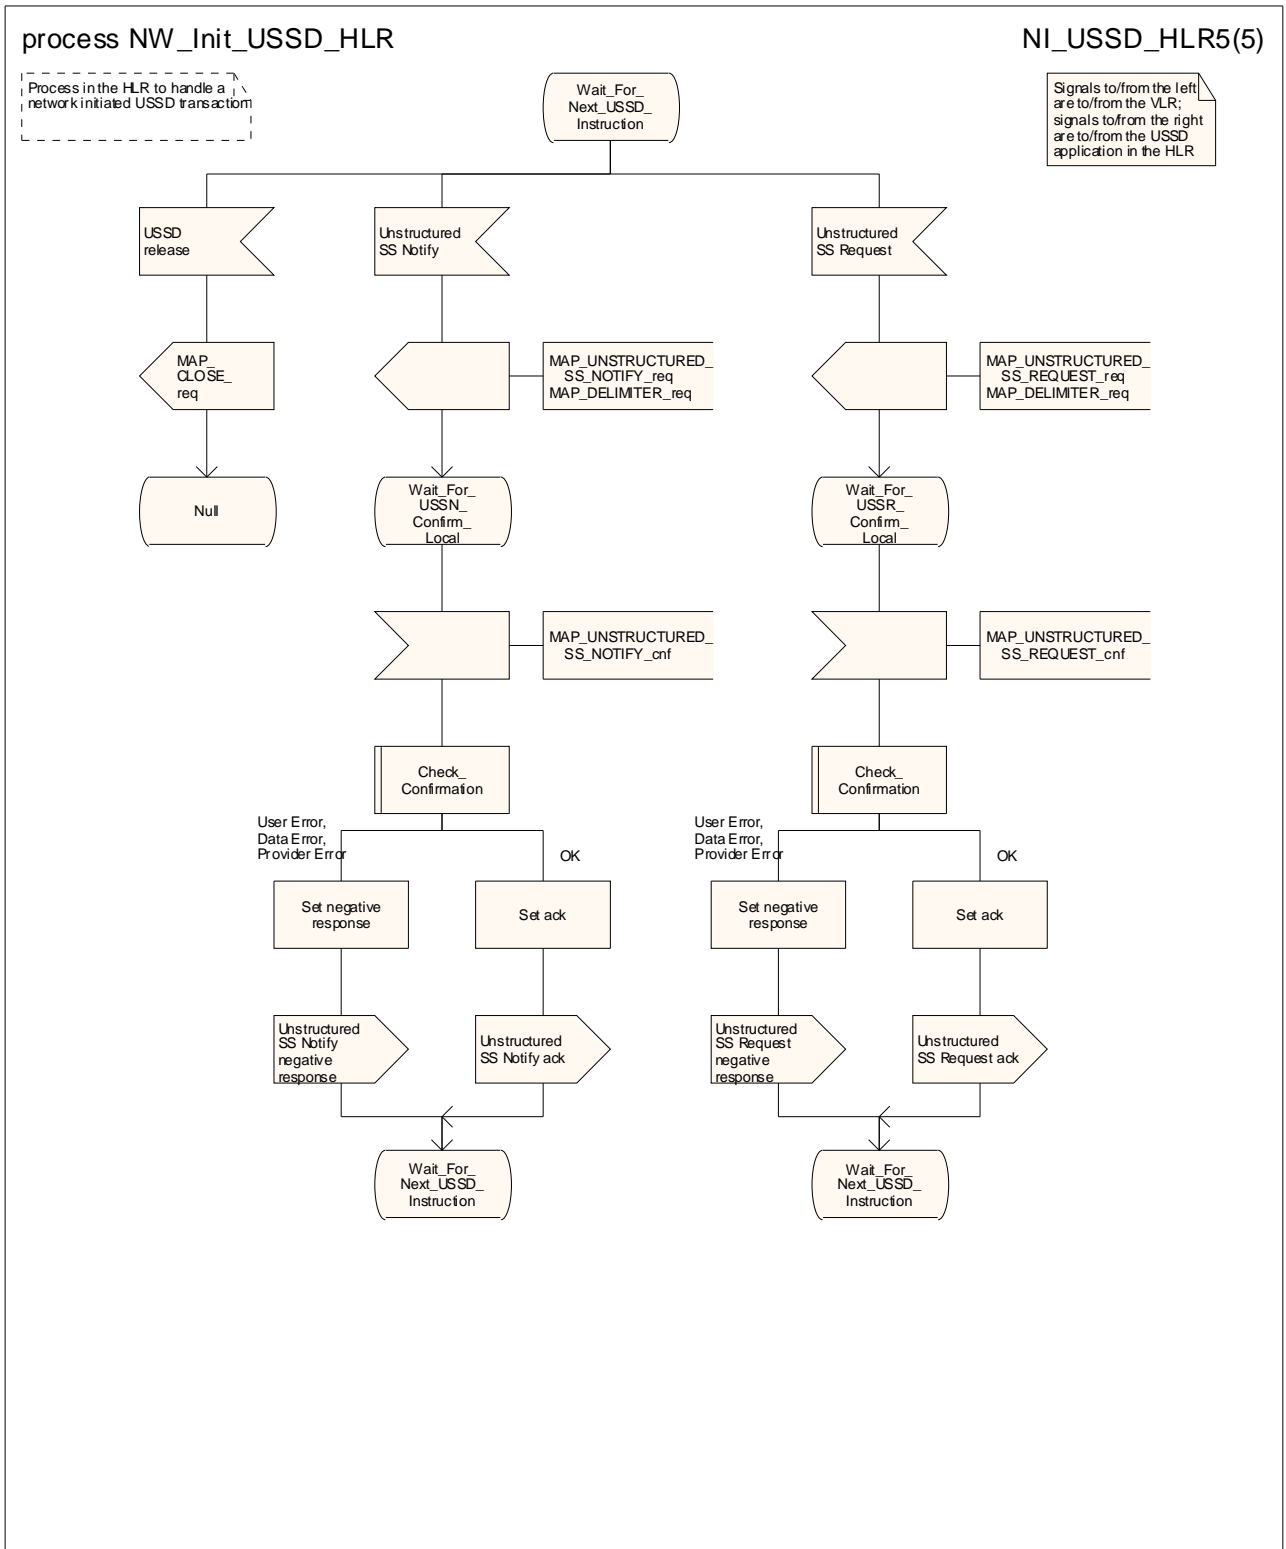 process NW_Init_USSD_HLR
NI_USSD_HLR5(5)
Process in the HLR to handle a
network initiated USSD transaction
Wait_For_
Next_USSD_
Instruction
Signals to/from the left
are to/from the VLR;
signals to/from the right
are to/from the USSD
application in the HLR
USSD
release
Unstructured
SS Notify
Unstructured
SS Request
MAP_
CLOSE_
req
MAP_UNSTRUCTURED_
SS_NOTIFY_req
MAP_DELIMITER_req
MAP_UNSTRUCTURED_
SS_REQUEST_req
MAP_DELIMITER_req
Null
Wait_For_
USSN_
Confirm_
Local
Wait_For_
USSR_
Confirm_
Local
MAP_UNSTRUCTURED_
SS_NOTIFY_cnf
MAP_UNSTRUCTURED_
SS_REQUEST_cnf
Check_
Confirmation
Check_
Confirmation
User Error,
Data Error,
Provider Error
OK
User Error,
Data Error,
Provider Error
OK
Set negative
response
Set ack
Set negative
response
Set ack
Unstructured
SS Notify
negative
response
Unstructured
SS Notify ack
Unstructured
SS Request
negative
response
Unstructured
SS Request ack
Wait_For_
Next_USSD_
Instruction
Wait_For_
Next_USSD_
Instruction